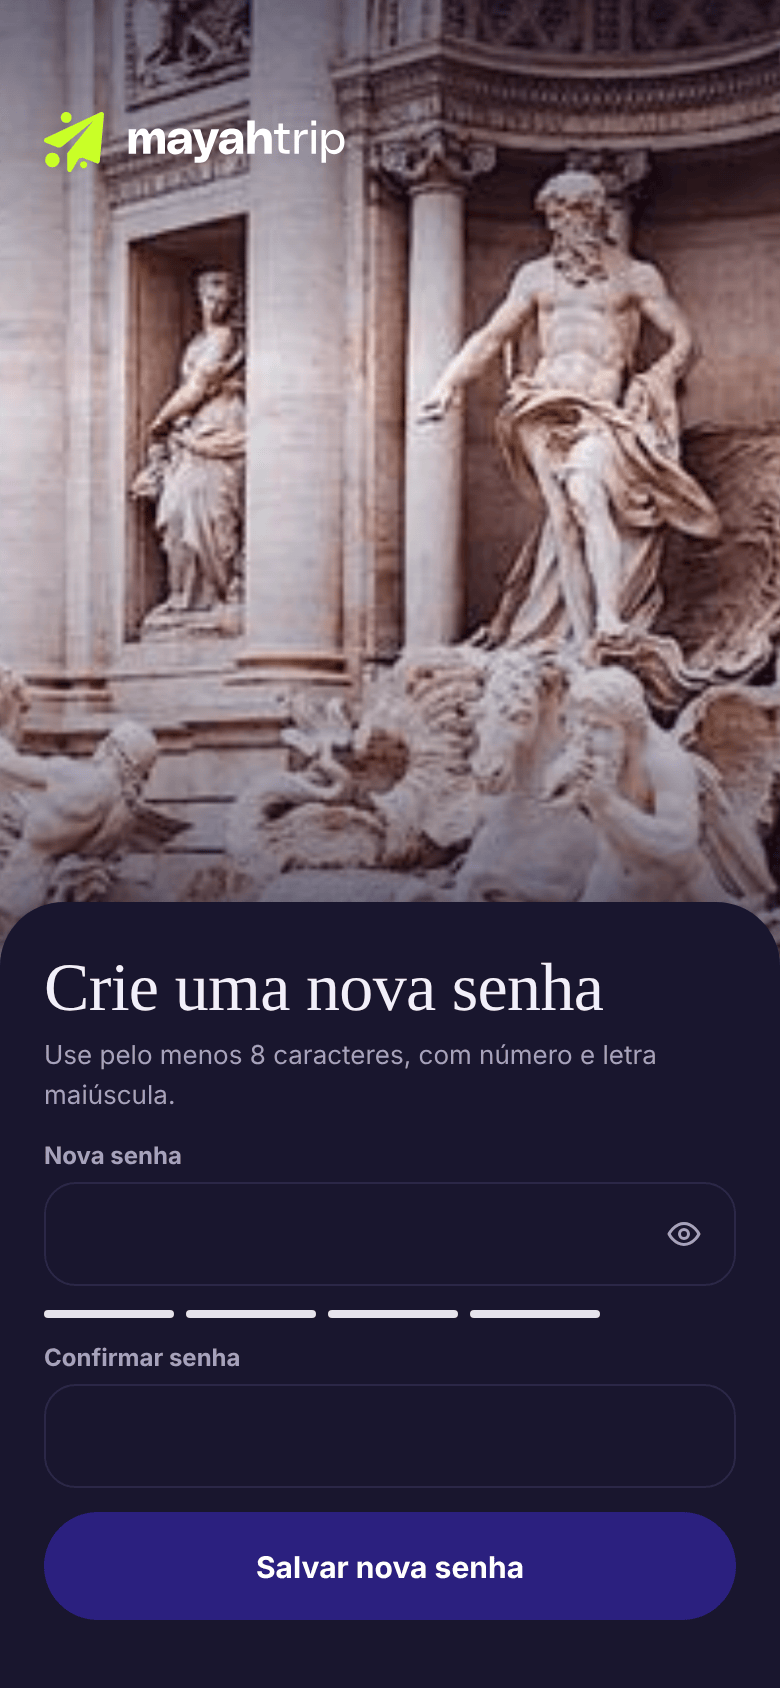 mayahtrip
Crie uma nova senha
Use pelo menos 8 caracteres, com número e letra
maiúscula.
Nova senha
Confirmar senha
Salvar nova senha